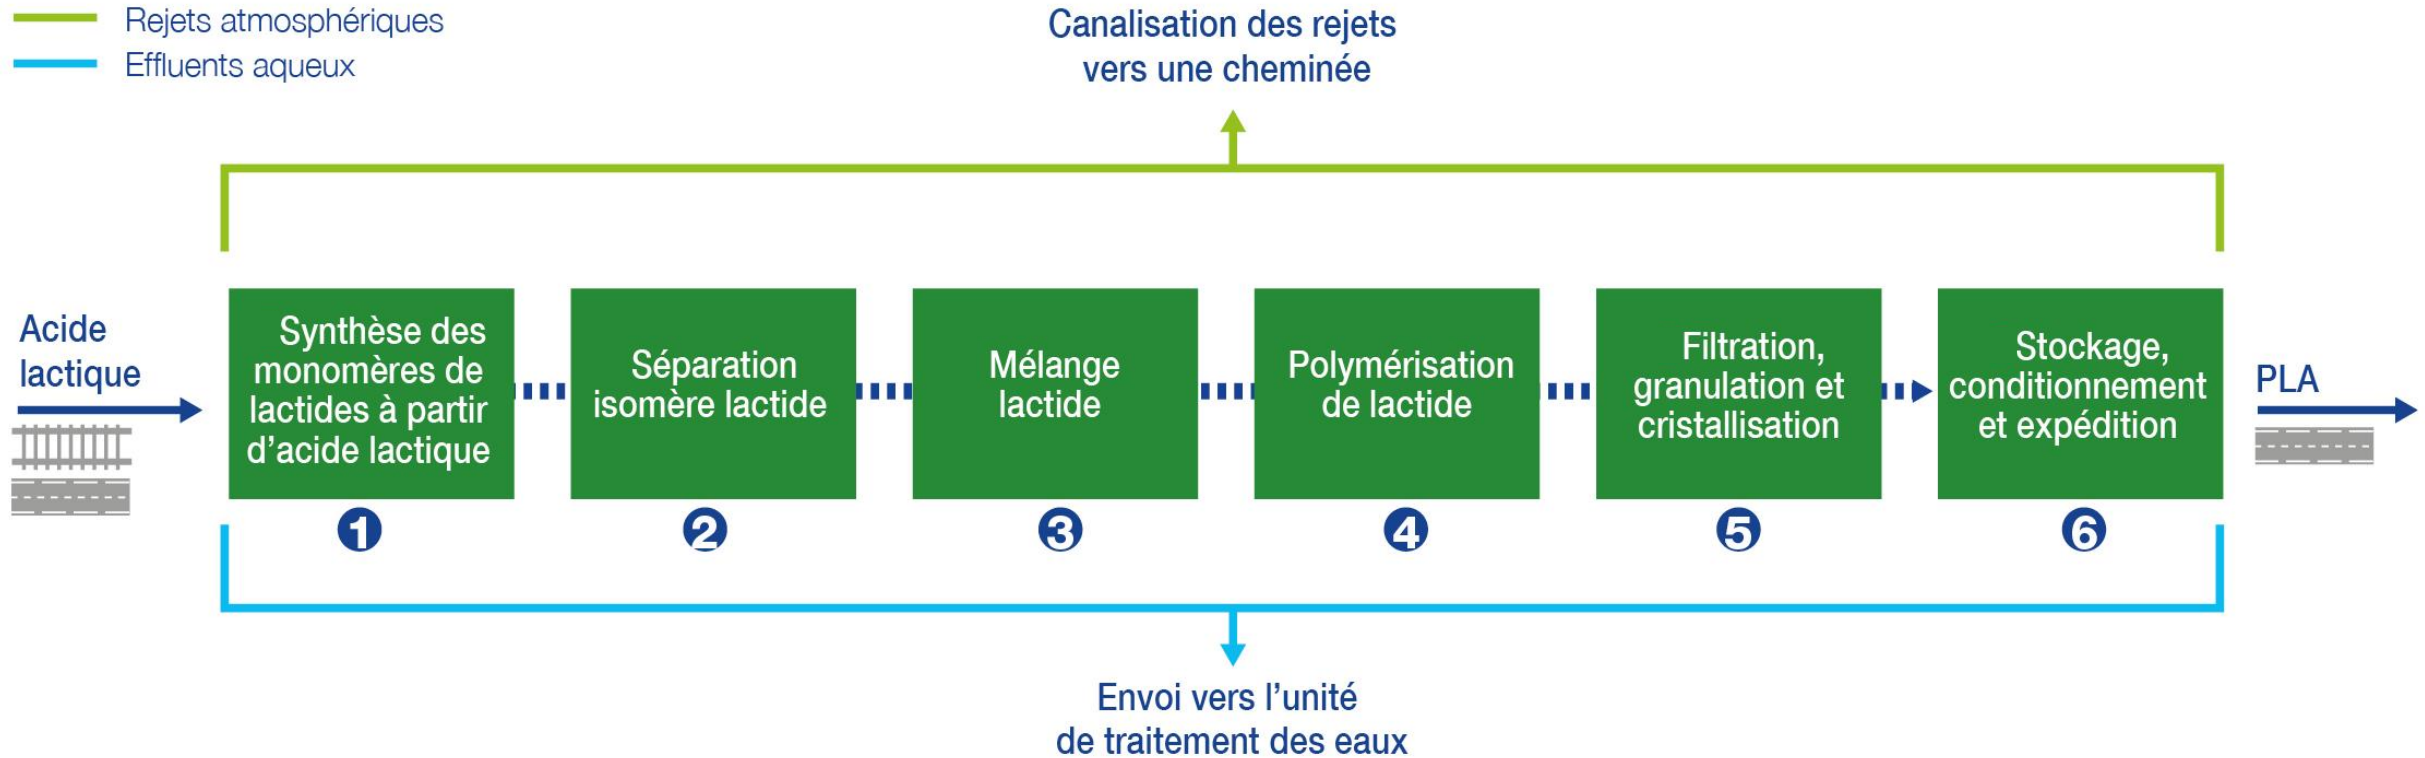 Rejets atmosphériques
Effluents aqueux
Canalisation des rejets
vers une cheminée
Acide
lactique
Synthèse des
monomères de
lactides à partir
d’acide lactique
1
Séparation
isomère lactide
2
Mélange
lactide
3
Polymérisation
de lactide
4
Filtration,
granulation et
cristallisation
5
Stockage,
conditionnement
et expédition
6
PLA
Envoi vers l’unité
de traitement des eaux